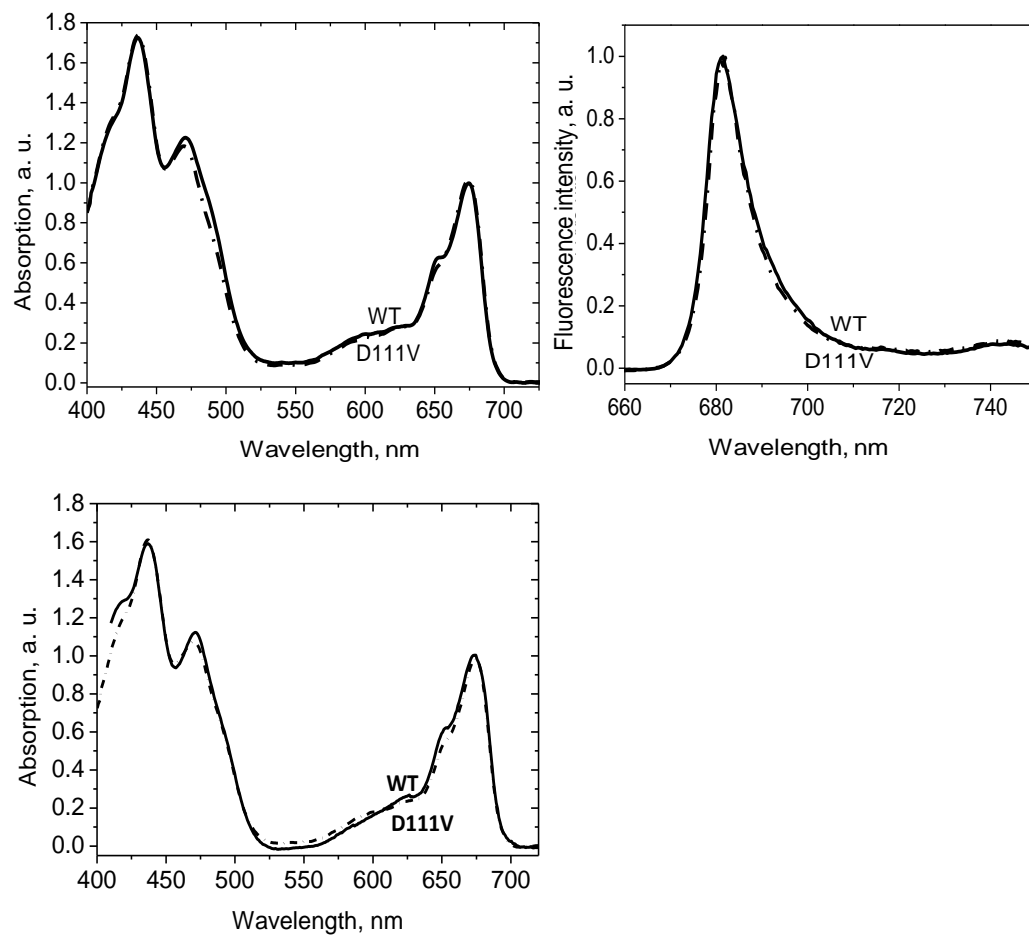 1.8
1.6
1.4
1.2
1.0
0.8
0.6
0.4
0.2
0.0
Absorption, a. u.
WT
D111V
400 450 500 550 600 650 700
Wavelength, nm
1.0
0.8
0.6
0.4
0.2
0.0
Fluorescence intensity, a. u.
WT
D111V
660 680 700 720 740
Wavelength, nm
1.8
1.6
1.4
1.2
1.0
0.8
0.6
0.4
0.2
0.0
Absorption, a. u.
WT
D111V
400 450 500 550 600 650 700
Wavelength, nm